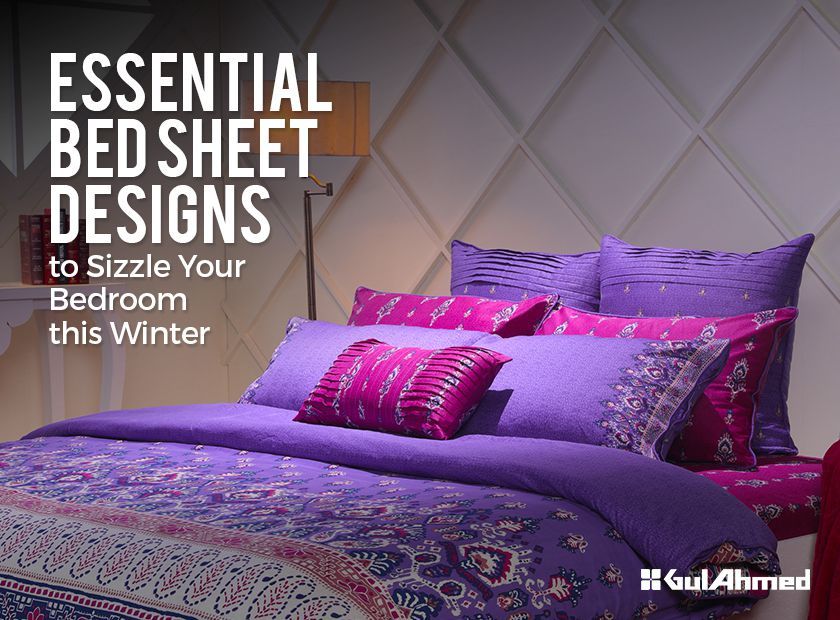 ESSENTIAL
BED SHEET
DESIGNS
to Sizzle Your
Bedroom
this Winter
GulAhmed